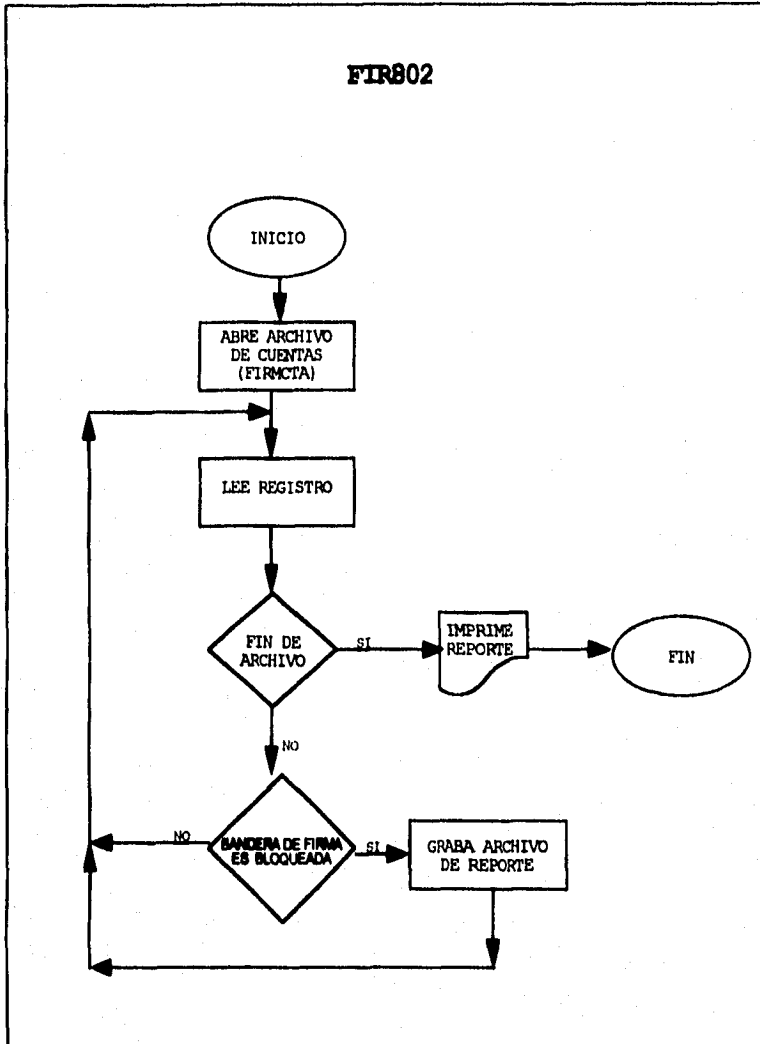 FIR802
INICIO
ABRE ARCHIVO
DE CUENTAS
(FIRMCTA)
LEE REGISTRO
FIN DE
ARCHIVO
SI
IMPRIME
REPORTE
FIN
NO
BANDERA DE FIRMA
ES BLOQUEADA
NO
SI
GRABA ARCHIVO
DE REPORTE